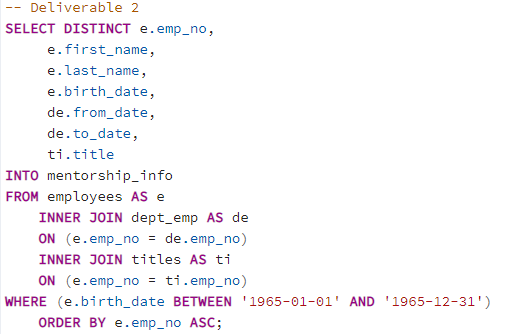 -- Deliverable 2
SELECT DISTINCT e.emp_no,
e.first_name,
e.last_name,
e.birth_date,
de.from_date,
de.to_date,
ti.title
INTO mentorship_info
FROM employees AS e
INNER JOIN dept_emp AS de
ON (e.emp_no = de.emp_no)
INNER JOIN titles AS ti
ON (e.emp_no = ti.emp_no)
WHERE (e.birth_date BETWEEN '1965-01-01' AND '1965-12-31')
ORDER BY e.emp_no ASC;